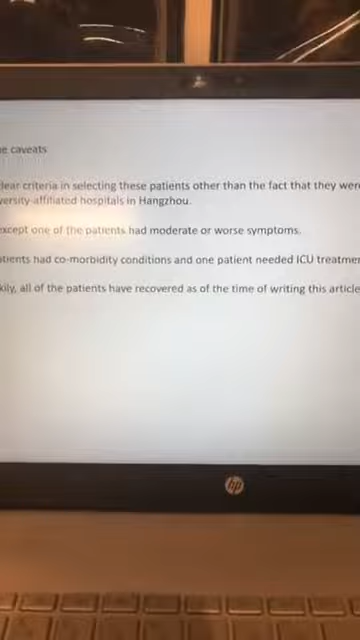 e caveats
lear criteria in selecting these patients other than the fact that they were
versity-affiliated hospitals in Hangzhou.
xcept one of the patients had moderate or worse symptoms.
tients had co-morbidity conditions and one patient needed ICU treatmen
kily, all of the patients have recovered as of the time of writing this article
hp